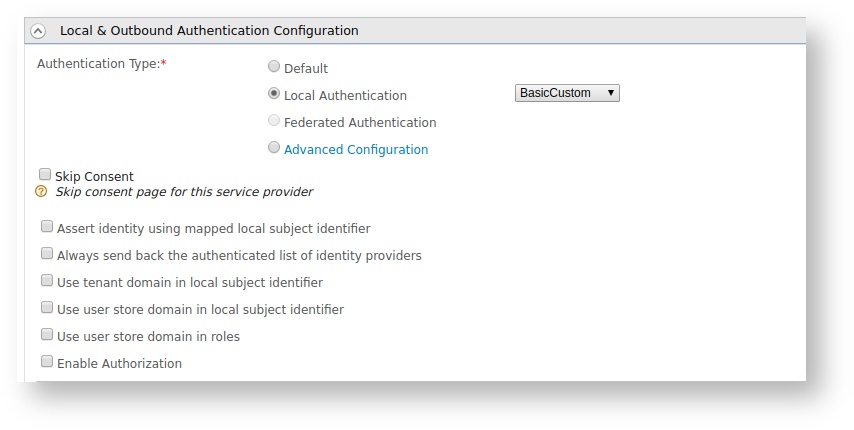 Local & Outbound Authentication Configuration
Authentication Type:*
Default
Local Authentication
BasicCustom
Federated Authentication
Advanced Configuration
Skip Consent
? Skip consent page for this service provider
Assert identity using mapped local subject identifier
Always send back the authenticated list of identity providers
Use tenant domain in local subject identifier
Use user store domain in local subject identifier
Use user store domain in roles
Enable Authorization